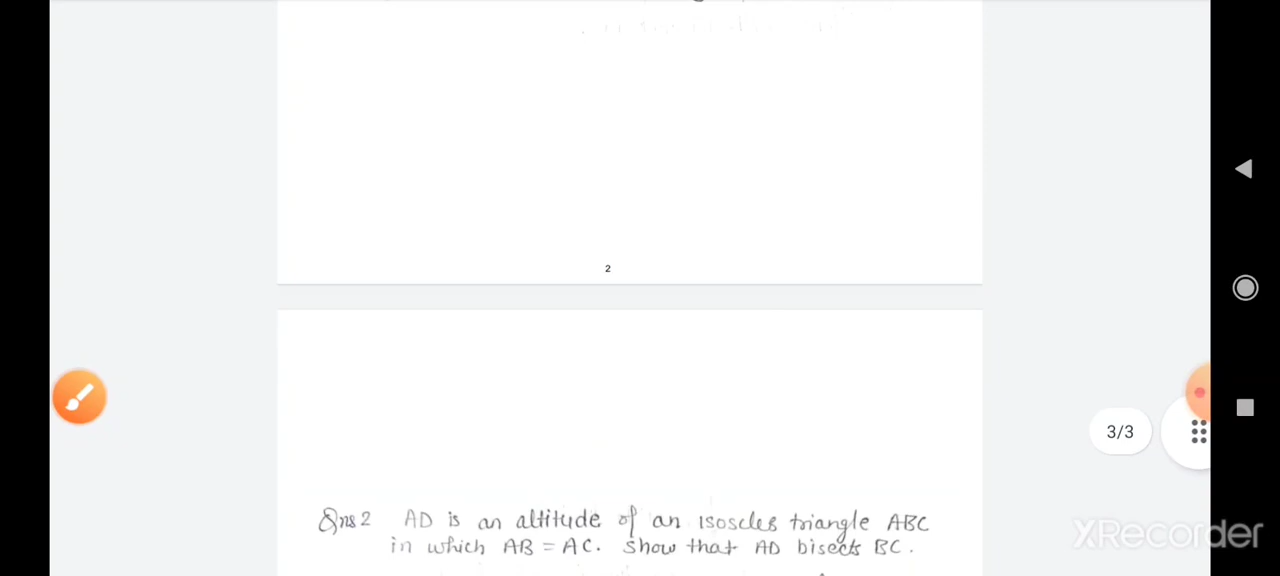 2
3/3
Qns 2 AD is an altitude of an isoscles triangle ABC
in which AB = AC. show that AD bisects BC.
XRecorder